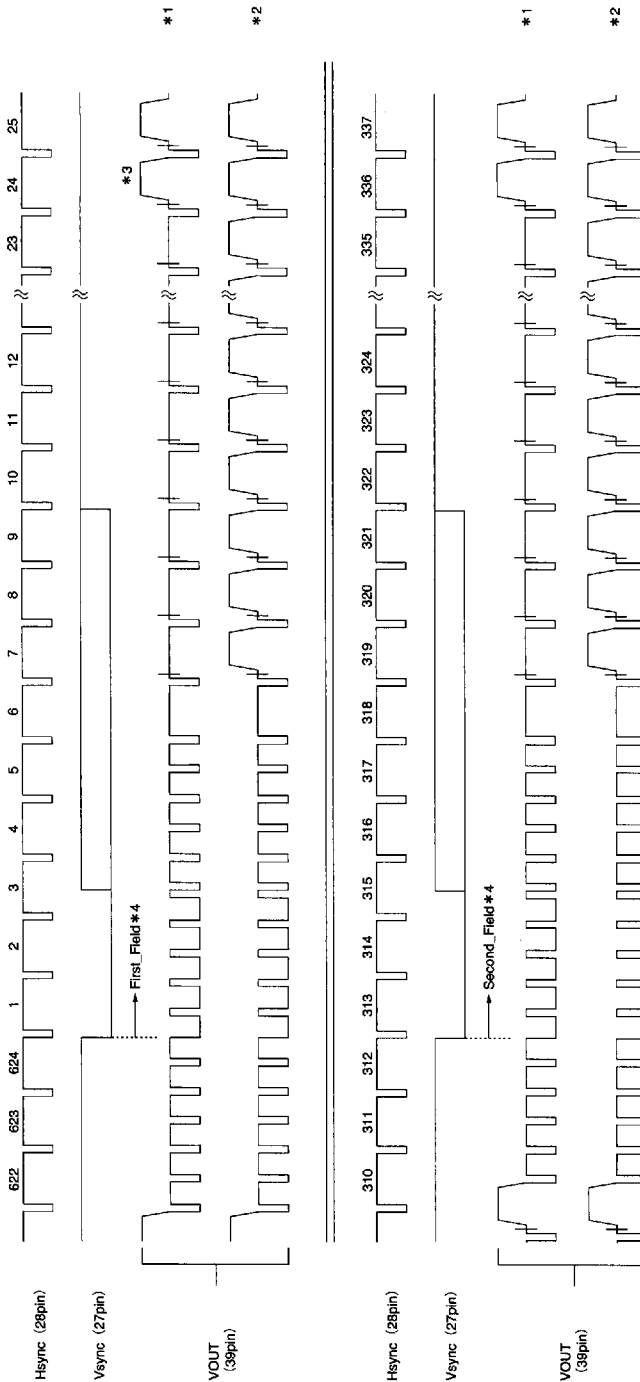 622 623 624 1 2 3 4 5 6 7 8 9 10 11 12 23 24 25
Hsync (28pin)
Vsync (27pin)
First_Field*4
*3
*1
*2
VOUT
(39pin)
310 311 312 313 314 315 316 317 318 319 320 321 322 323 324 335 336 337
Hsync (28pin)
Vsync (27pin)
Second_Field*4
*1
*2
VOUT
(39pin)